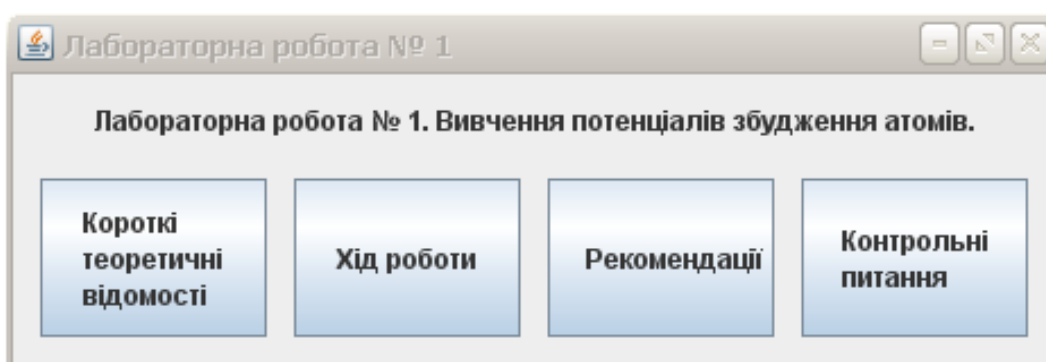 Лабораторна робота № 1
Лабораторна робота № 1. Вивчення потенціалів збудження атомів.
Короткі
теоретичні
відомості
Хід роботи
Рекомендації
Контрольні
питання